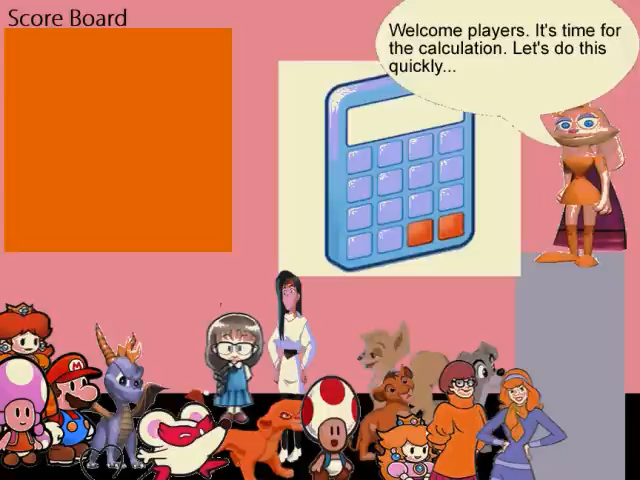 Score Board
Welcome players. It's time for
the calculation. Let's do this
quickly...